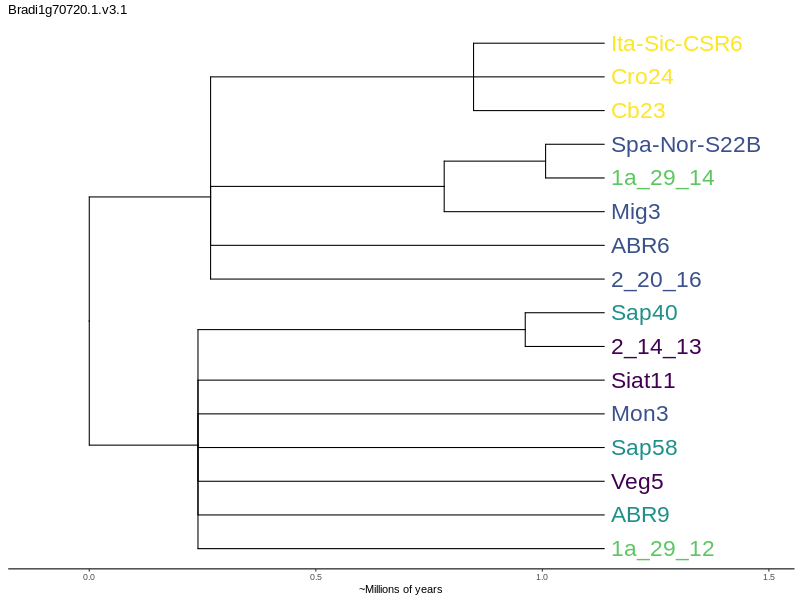 Bradi1g70720.1.v3.1
Ita-Sic-CSR6
Cro24
Cb23
Spa-Nor-S22B
1a_29_14
Mig3
ABR6
2_20_16
Sap40
2_14_13
Siat11
Mon3
Sap58
Veg5
ABR9
1a_29_12
0.0 0.5 1.0 1.5
~Millions of years